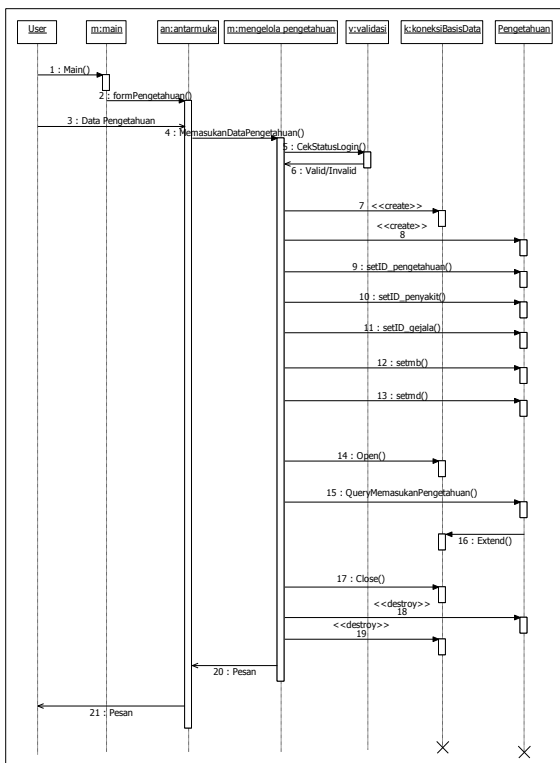 User
m:main
an:antarmuka
m:mengelola pengetahuan
v:validasi
k:koneksiBasisData
Pengetahuan
1 : Main()
2 : formPengetahuan()
3 : Data Pengetahuan
4 : MemasukanDataPengetahuan()
5 : CekStatusLogin()
6 : Valid/Invalid
7 <<create>>
<<create>>
8
9 : setID_pengetahuan()
10 : setID_penyakit()
11 : setID_gejala()
12 : setmb()
13 : setmd()
14 : Open()
15 : QueryMemasukanPengetahuan()
16 : Extend()
17 : Close()
<<destroy>>
18
<<destroy>>
19
20 : Pesan
21 : Pesan